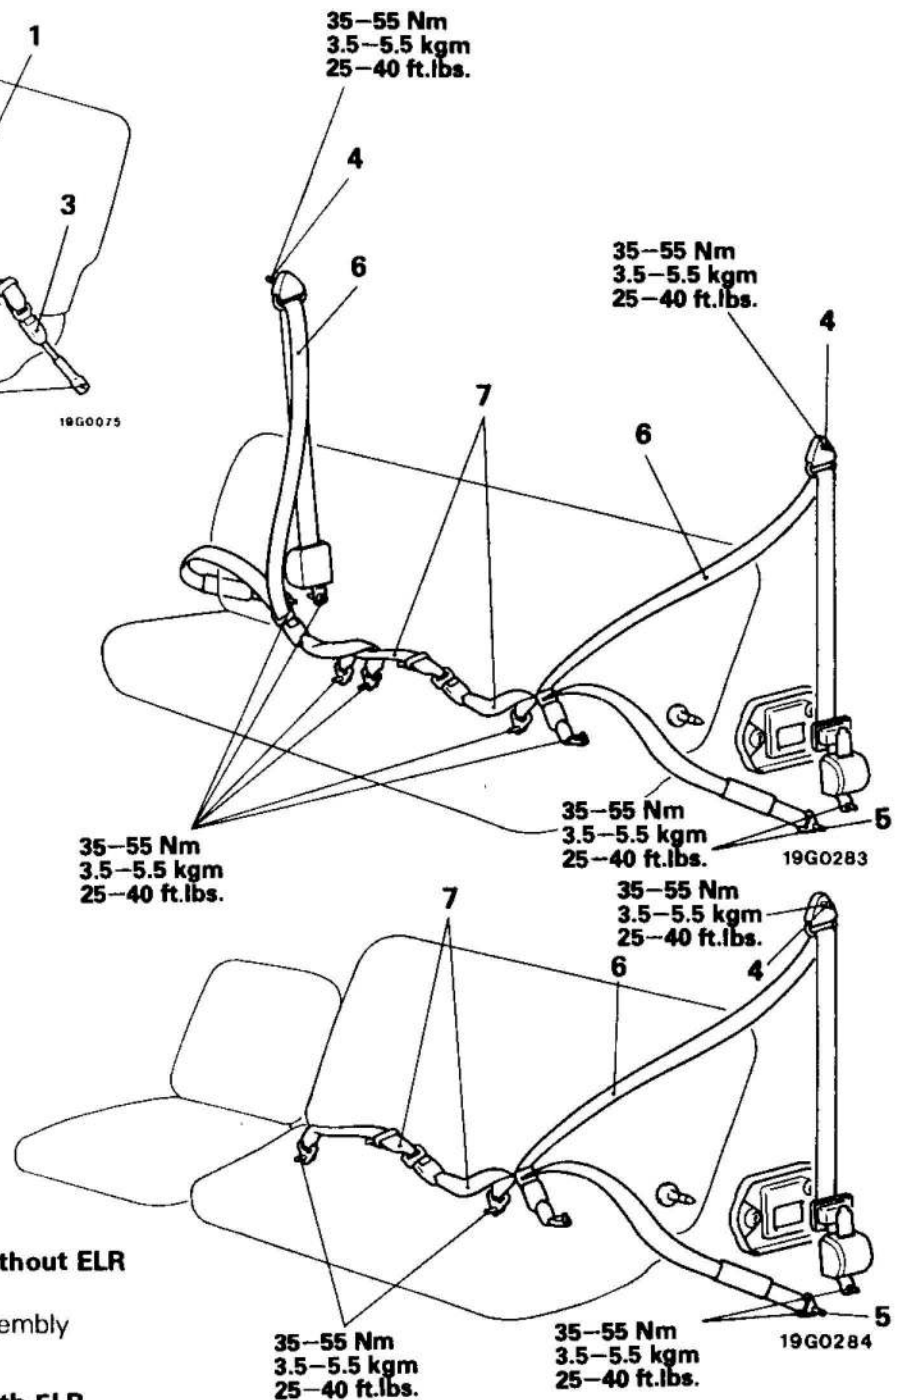 1
35–55 Nm
3.5–5.5 kgm
25–40 ft.lbs.
4
3
6
35–55 Nm
3.5–5.5 kgm
25–40 ft.lbs.
4
19G0075
7
6
35–55 Nm
3.5–5.5 kgm
25–40 ft.lbs.
35–55 Nm
3.5–5.5 kgm
25–40 ft.lbs.
5
19G0283
7
35–55 Nm
3.5–5.5 kgm
25–40 ft.lbs.
6
4
thout ELR
embly
35–55 Nm
3.5–5.5 kgm
25–40 ft.lbs.
35–55 Nm
3.5–5.5 kgm
25–40 ft.lbs.
5
19G0284
th ELR